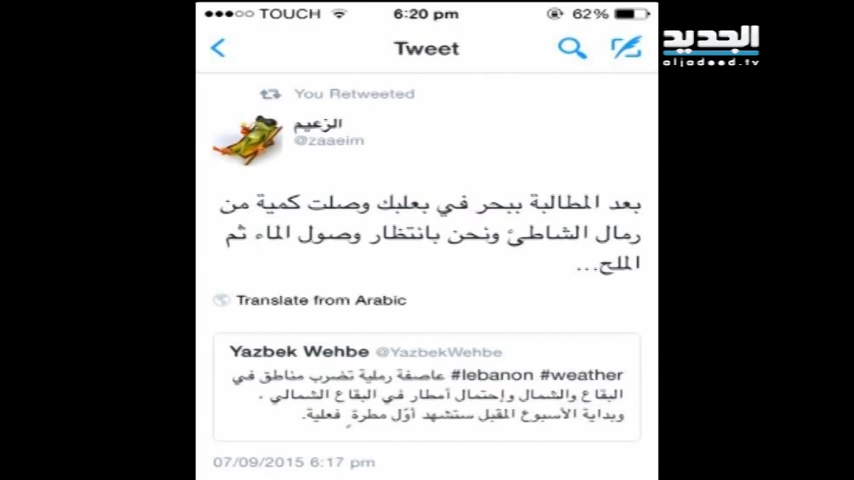 TOUCH 6:20 pm 62%
الجديد
aljadeed.tv
Tweet
You Retweeted
الزعيم
@zaaeim
بعد المطالبة ببحر في بعلبك وصلت كمية من
رمال الشاطئ ونحن بانتظار وصول الماء ثم
الملح...
Translate from Arabic
Yazbek Wehbe @YazbekWehbe
#lebanon #weather عاصفة رملية تضرب مناطق في
البقاع والشمال وإحتمال أمطار في البقاع الشمالي ،
وبداية الأسبوع المقبل ستشهد أوّل مطرةٍ فعلية.
07/09/2015 6:17 pm